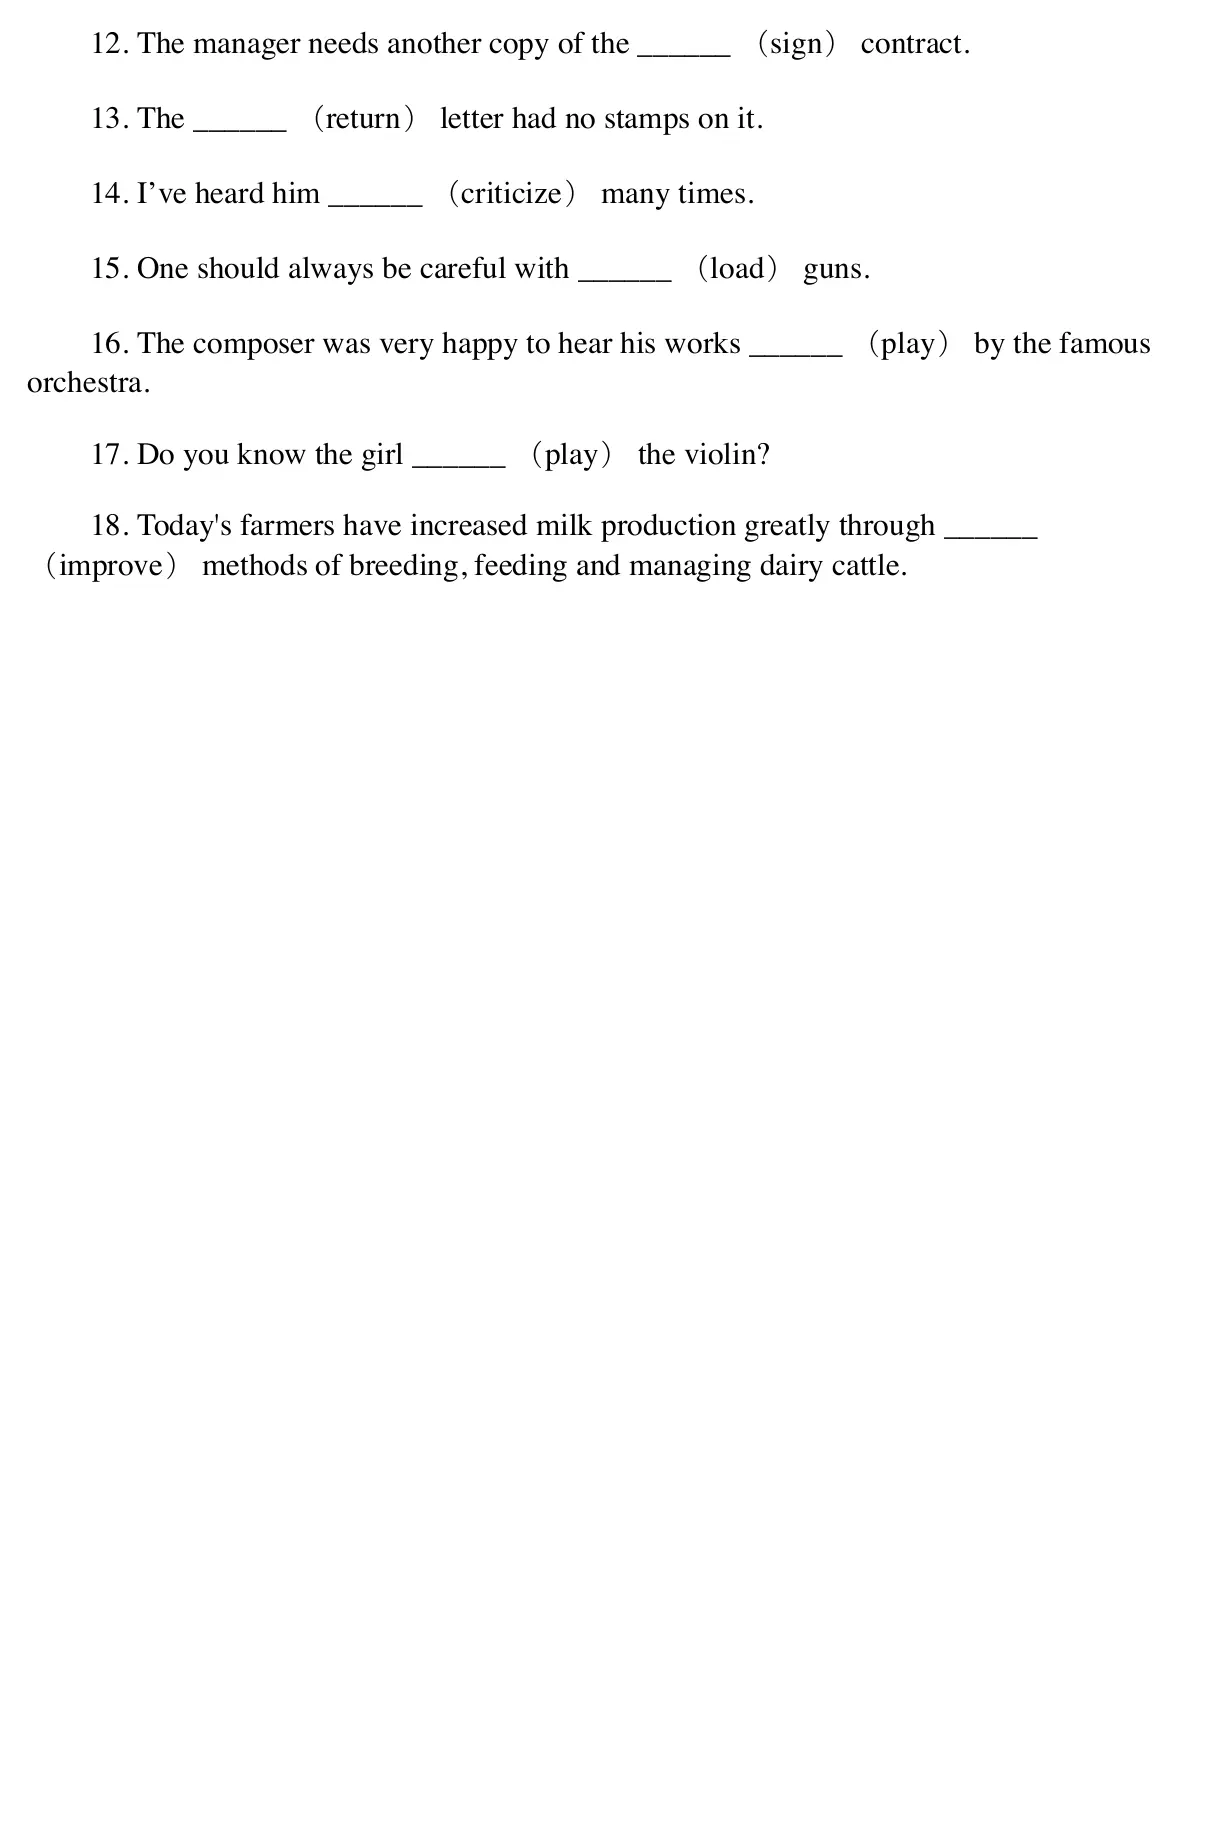 12. The manager needs another copy of the ______ （sign） contract.
13. The ______ （return） letter had no stamps on it.
14. I’ve heard him ______ （criticize） many times.
15. One should always be careful with ______ （load） guns.
16. The composer was very happy to hear his works ______ （play） by the famous
orchestra.
17. Do you know the girl ______ （play） the violin?
18. Today's farmers have increased milk production greatly through ______
（improve） methods of breeding, feeding and managing dairy cattle.